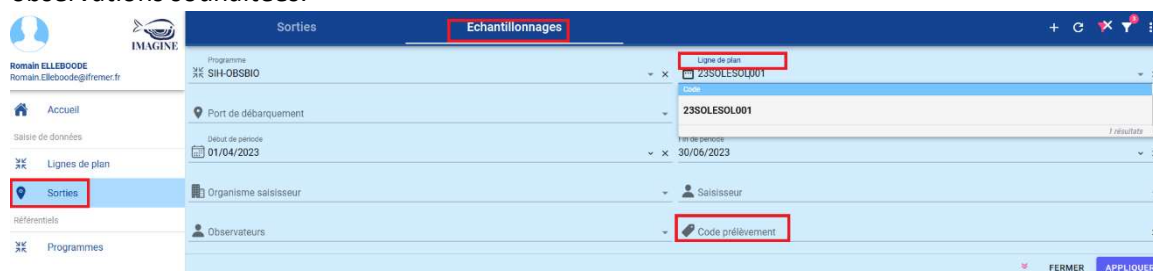 IMAGINE
Romain ELLEBOODE
Romain.Elleboode@ifremer.fr
Accueil
Saisie de données
Lignes de plan
Sorties
Référentiels
Programmes
Sorties
Echantillonnages
Programme
SIH-OBSBIO
Ligne de plan
23SOLESOL001
Code
23SOLESOL001
1 résultats
Port de débarquement
Début de période
01/04/2023
Fin de période
30/06/2023
Organisme saisisseur
Saisisseur
Observateurs
Code prélèvement
FERMER
APPLIQUER